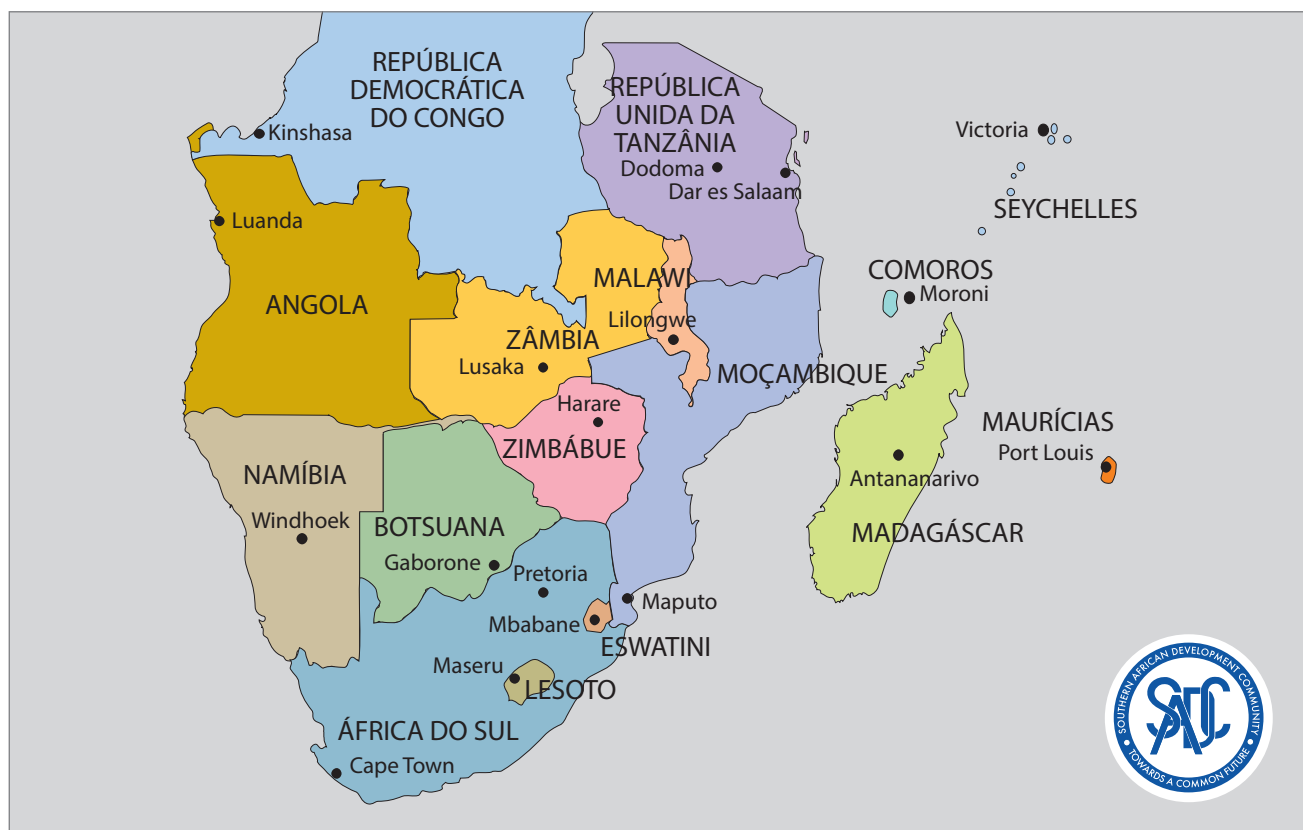 REPÚBLICA
DEMOCRÁTICA
DO CONGO
Kinshasa
REPÚBLICA
UNIDA DA
TANZÂNIA
Dodoma
Dar es Salaam
Victoria
SEYCHELLES
Luanda
ANGOLA
MALAWI
Lilongwe
COMOROS
Moroni
ZÂMBIA
Lusaka
MOÇAMBIQUE
Harare
ZIMBÁBUE
MAURÍCIAS
Port Louis
NAMÍBIA
Windhoek
Antananarivo
MADAGÁSCAR
BOTSUANA
Gaborone
Pretoria
Maputo
Mbabane
ESWATINI
Maseru
LESOTO
ÁFRICA DO SUL
Cape Town
SOUTHERN AFRICAN DEVELOPMENT COMMUNITY
SADC
TOWARDS A COMMON FUTURE